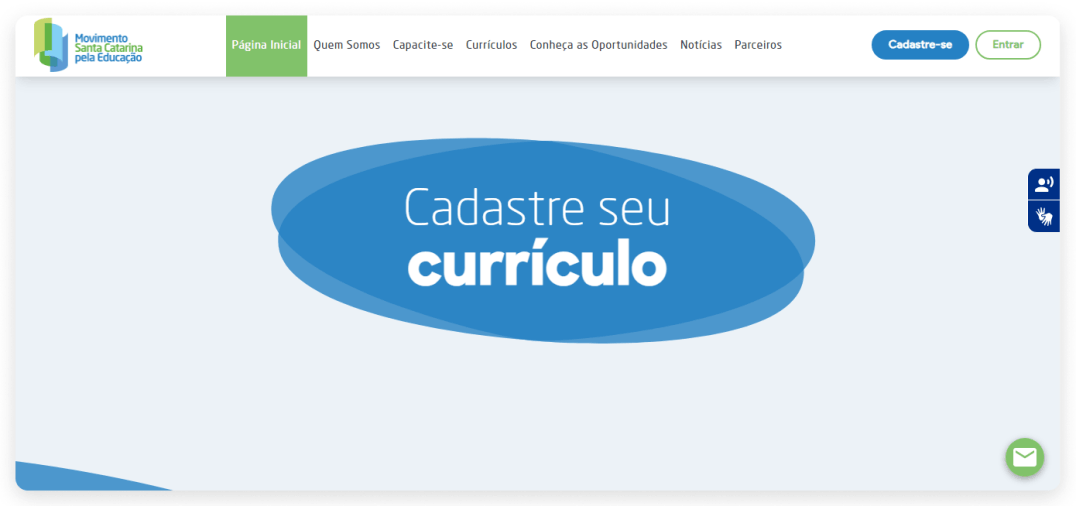 Movimento
Santa Catarina
pela Educação
Página Inicial Quem Somos Capacite-se Currículos Conheça as Oportunidades Notícias Parceiros
Cadastre-se Entrar
Cadastre seu
currículo